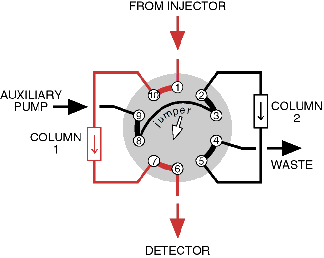 FROM INJECTOR
10
1
2
AUXILIARY
PUMP
9
3
jumper
COLUMN
2
COLUMN
1
8
4
7
6
5
WASTE
DETECTOR